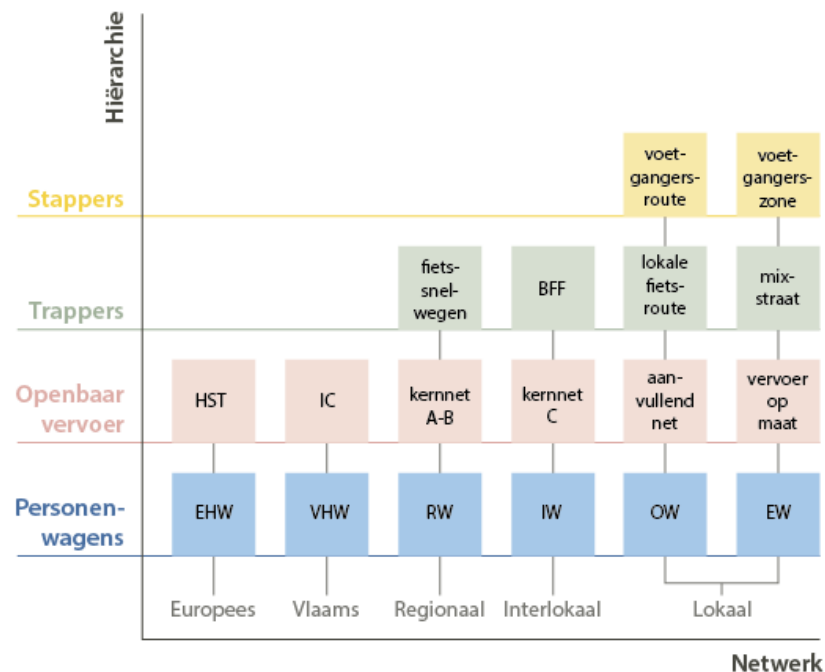 Hiërarchie
Stappers
voet-
gangers-
route
voet-
gangers-
zone
Trappers
fiets-
snel-
wegen
BFF
lokale
fiets-
route
mix-
straat
Openbaar
vervoer
HST
IC
kernnet
A-B
kernnet
C
aan-
vullend
net
vervoer
op
maat
Personen-
wagens
EHW
VHW
RW
IW
OW
EW
Europees
Vlaams
Regionaal
Interlokaal
Lokaal
Netwerk